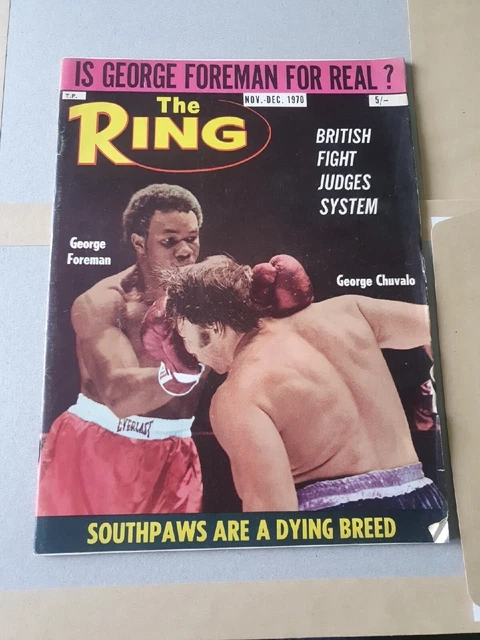 IS GEORGE FOREMAN FOR REAL ?
T.P.
NOV.-DEC. 1970
5/-
The
RING
BRITISH
FIGHT
JUDGES
SYSTEM
George
Foreman
George Chuvalo
EVERLAST
SOUTHPAWS ARE A DYING BREED